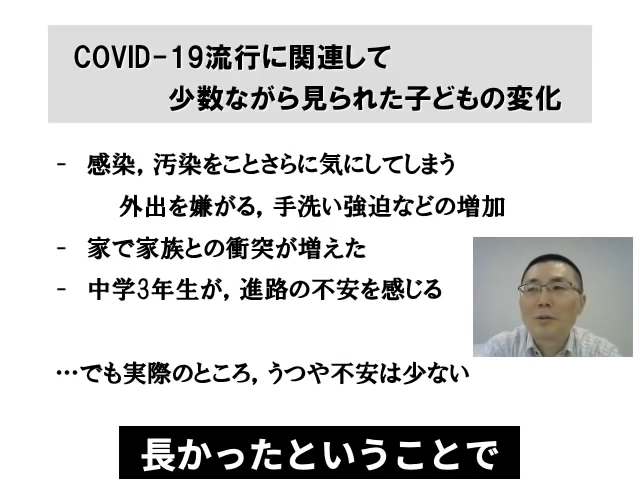 COVID-19流行に関連して
少数ながら見られた子どもの変化
- 感染，汚染をことさらに気にしてしまう
外出を嫌がる，手洗い強迫などの増加
- 家で家族との衝突が増えた
- 中学3年生が，進路の不安を感じる
…でも実際のところ，うつや不安は少ない
長かったということで